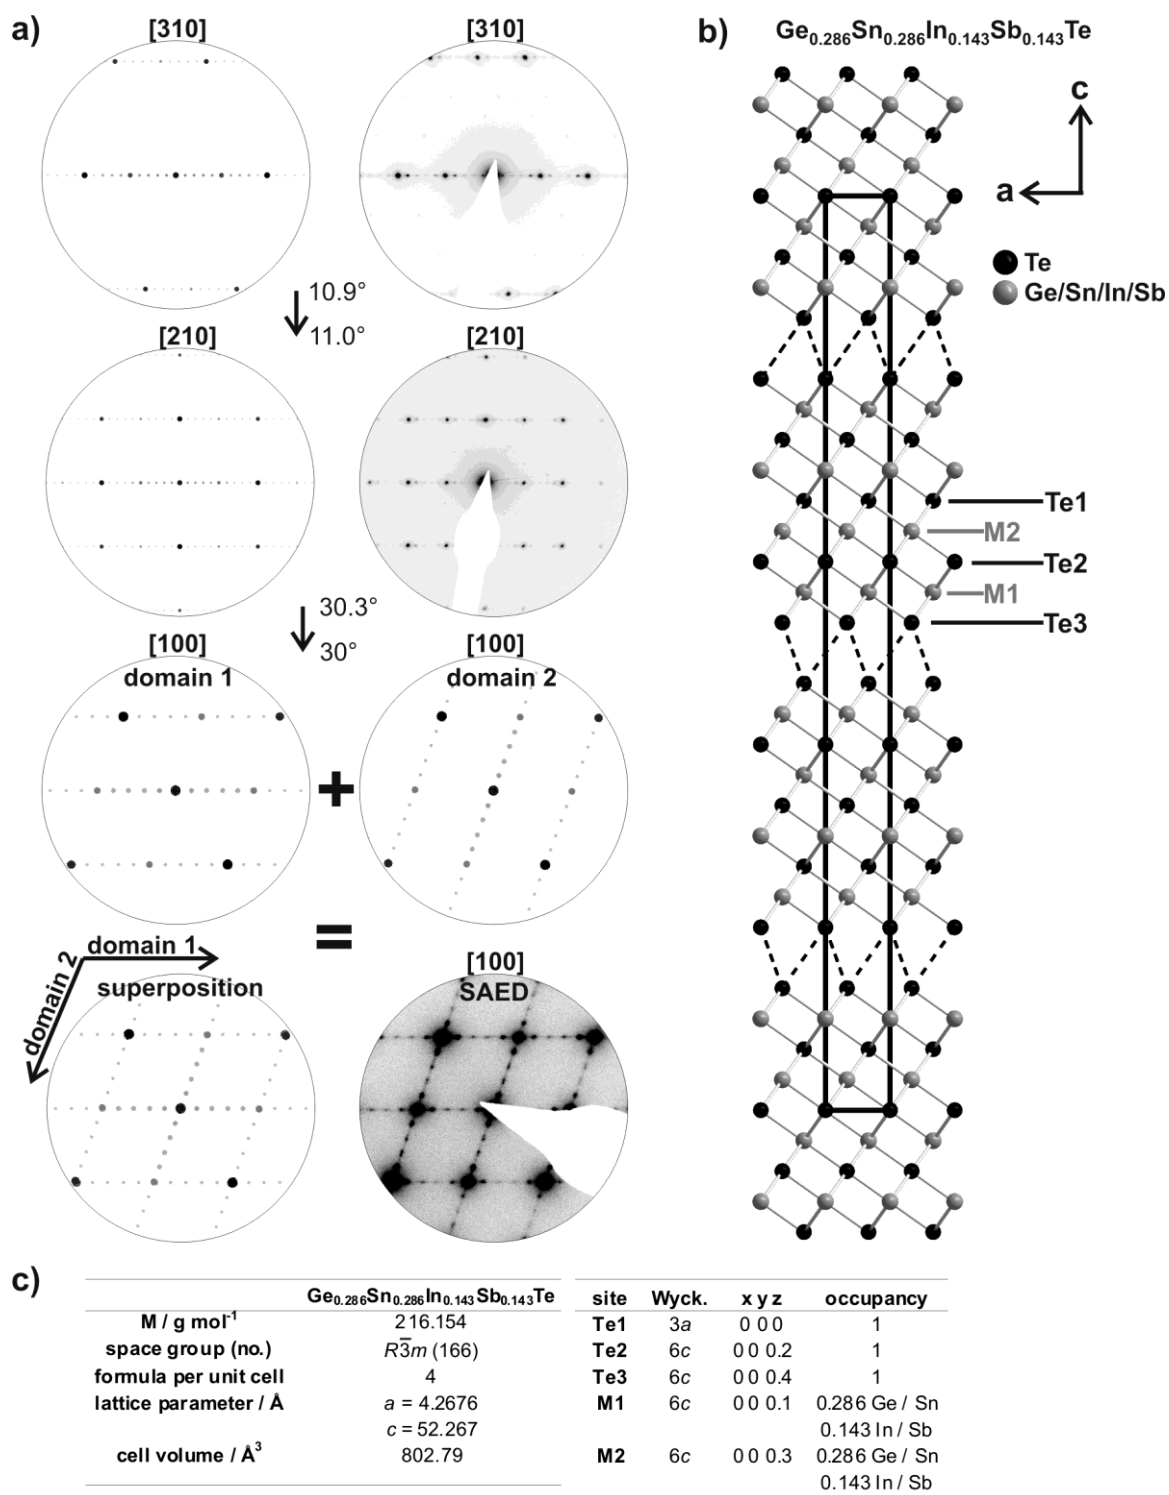 a)
[310]
[310]
10.9°
11.0°
[210]
[210]
30.3°
30°
[100]
domain 1
[100]
domain 2
+
=
domain 1
domain 2
superposition
[100]
SAED
b)
Ge0.286Sn0.286In0.143Sb0.143Te
c
a
Te
Ge/Sn/In/Sb
Te1
M2
Te2
M1
Te3
c)
Ge0.286Sn0.286In0.143Sb0.143Te
M / g mol-1 216.154
space group (no.) R3̅m (166)
formula per unit cell 4
lattice parameter / Å a = 4.2676
c = 52.267
cell volume / Å3 802.79
site Wyck. x y z occupancy
Te1 3a 0 0 0 1
Te2 6c 0 0 0.2 1
Te3 6c 0 0 0.4 1
M1 6c 0 0 0.1 0.286 Ge / Sn
0.143 In / Sb
M2 6c 0 0 0.3 0.286 Ge / Sn
0.143 In / Sb